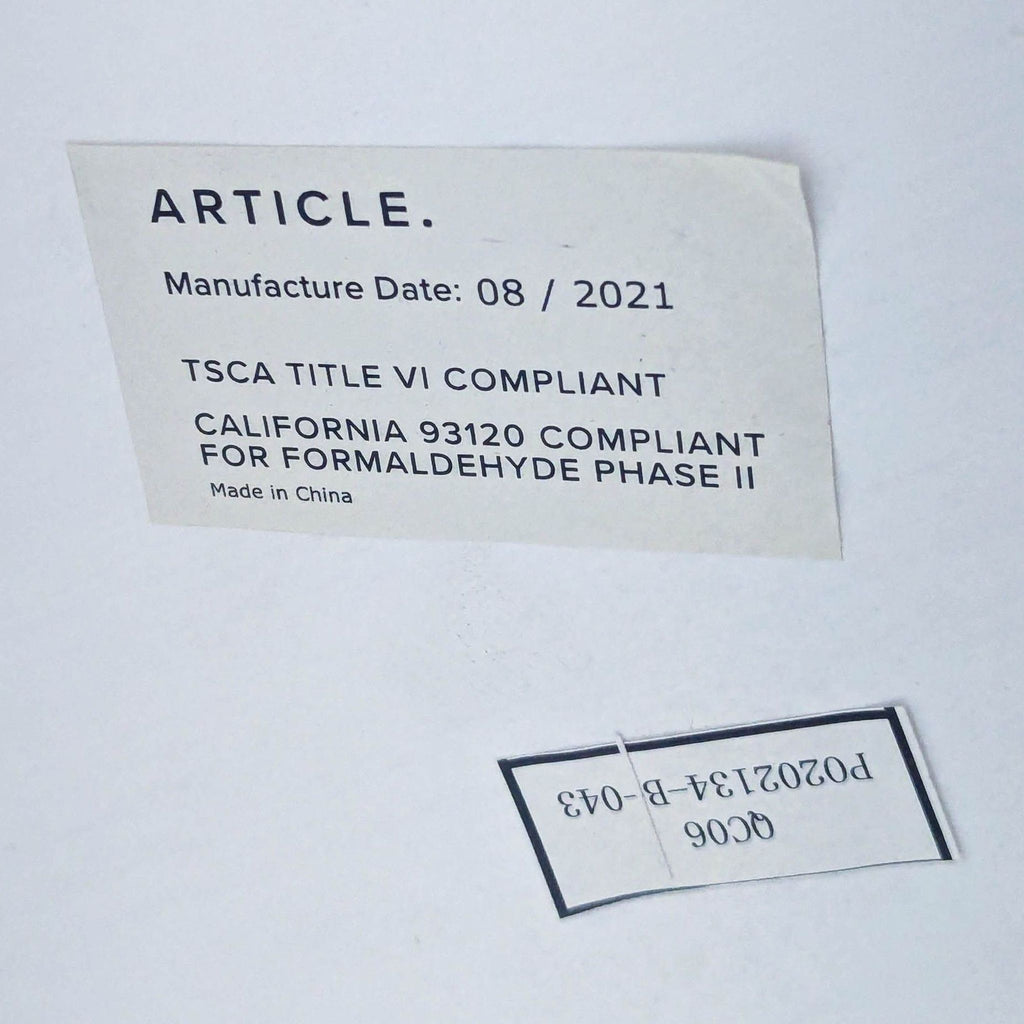 ARTICLE.
Manufacture Date: 08 / 2021
TSCA TITLE VI COMPLIANT
CALIFORNIA 93120 COMPLIANT
FOR FORMALDEHYDE PHASE II
Made in China
QC06
PO202134-B-043